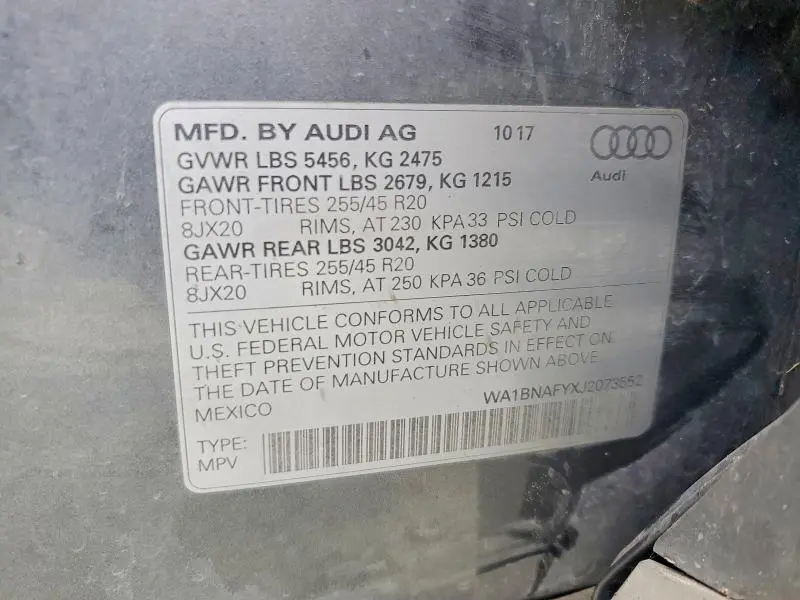 MFD. BY AUDI AG 10 17
Audi
GVWR LBS 5456, KG 2475
GAWR FRONT LBS 2679, KG 1215
FRONT-TIRES 255/45 R20
8JX20 RIMS, AT 230 KPA 33 PSI COLD
GAWR REAR LBS 3042, KG 1380
REAR-TIRES 255/45 R20
8JX20 RIMS, AT 250 KPA 36 PSI COLD
THIS VEHICLE CONFORMS TO ALL APPLICABLE
U.S. FEDERAL MOTOR VEHICLE SAFETY AND
THEFT PREVENTION STANDARDS IN EFFECT ON
THE DATE OF MANUFACTURE SHOWN ABOVE.
MEXICO WA1BNAFYXJ2073552
TYPE:
MPV